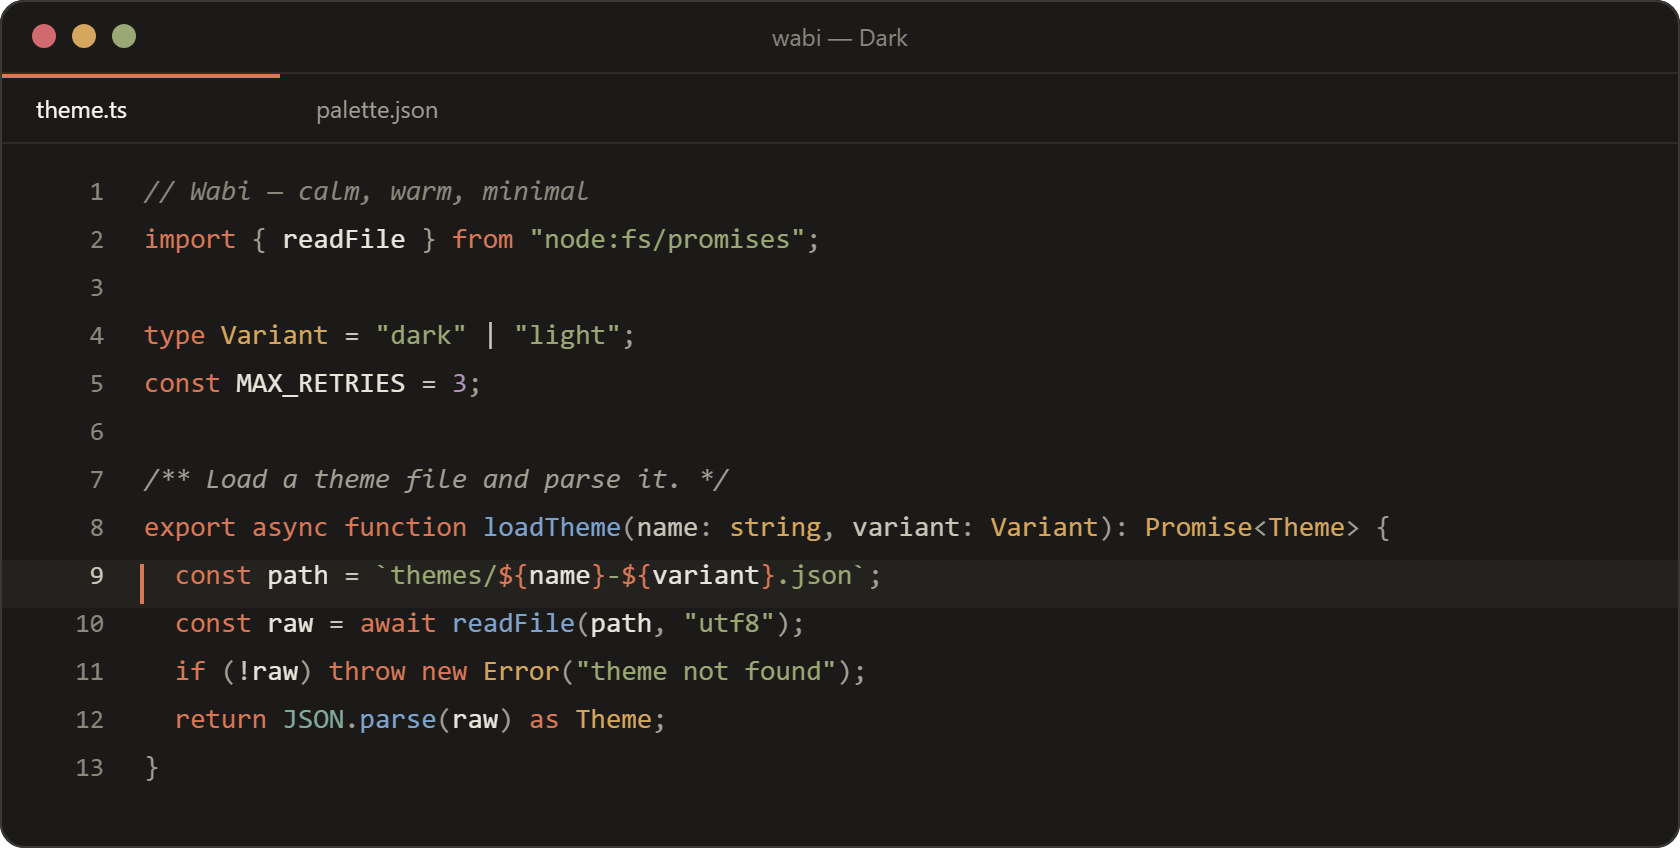 wabi — Dark
theme.ts
palette.json
1 // Wabi — calm, warm, minimal
2 import { readFile } from "node:fs/promises";
3
4 type Variant = "dark" | "light";
5 const MAX_RETRIES = 3;
6
7 /** Load a theme file and parse it. */
8 export async function loadTheme(name: string, variant: Variant): Promise<Theme> {
9   const path = `themes/${name}-${variant}.json`;
10   const raw = await readFile(path, "utf8");
11   if (!raw) throw new Error("theme not found");
12   return JSON.parse(raw) as Theme;
13 }